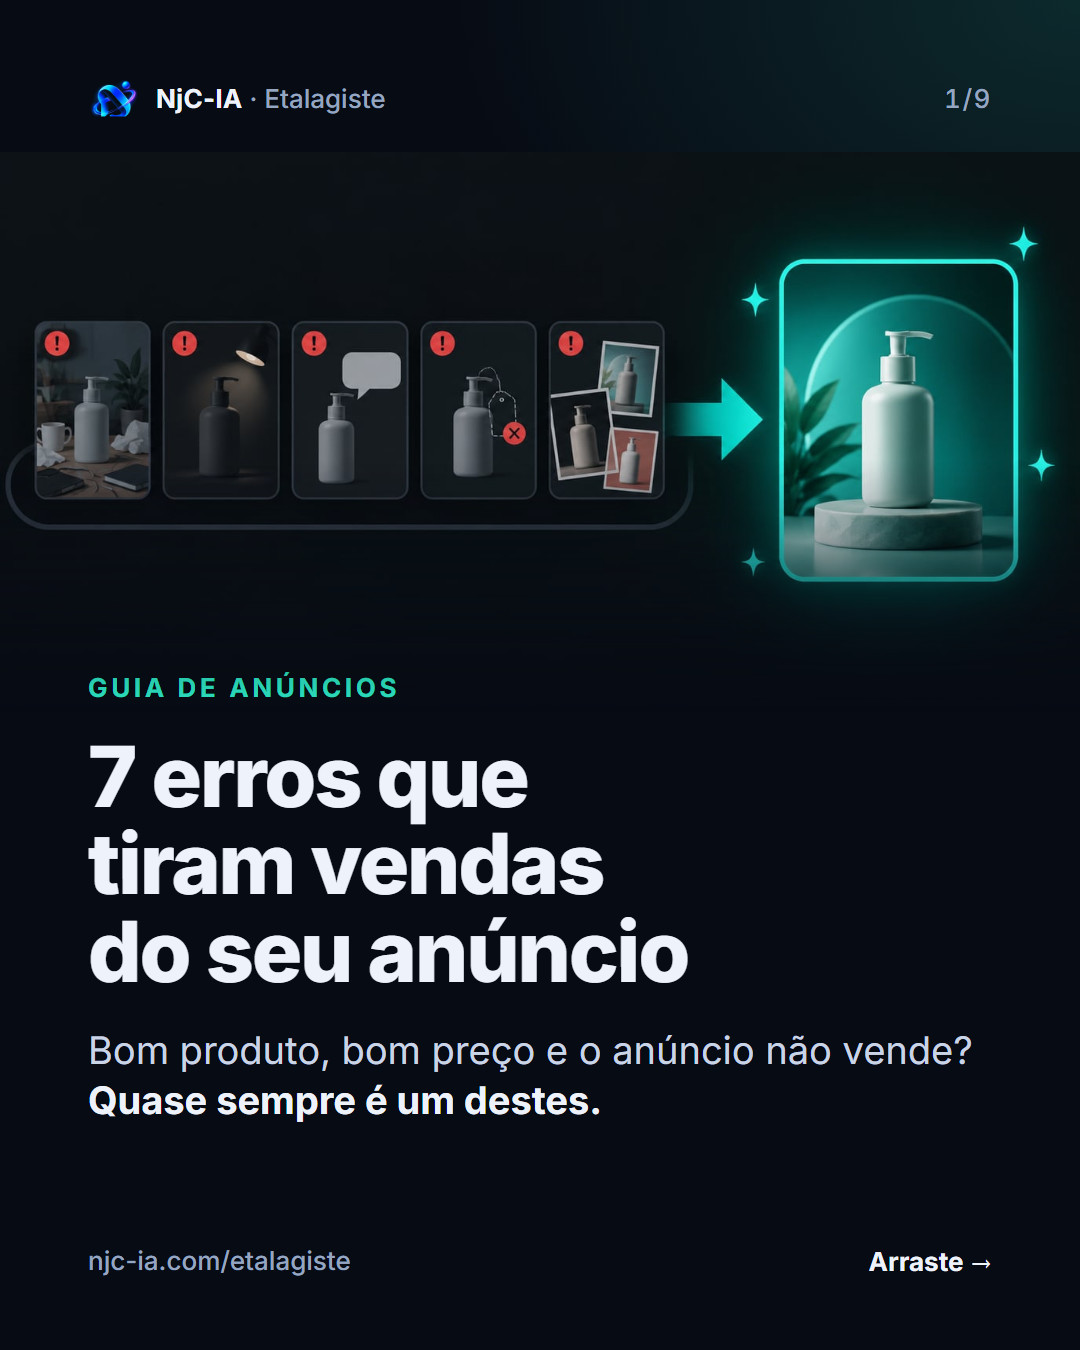 NjC-IA · Etalagiste
1/9
GUIA DE ANÚNCIOS
7 erros que
tiram vendas
do seu anúncio
Bom produto, bom preço e o anúncio não vende?
Quase sempre é um destes.
njc-ia.com/etalagiste
Arraste →